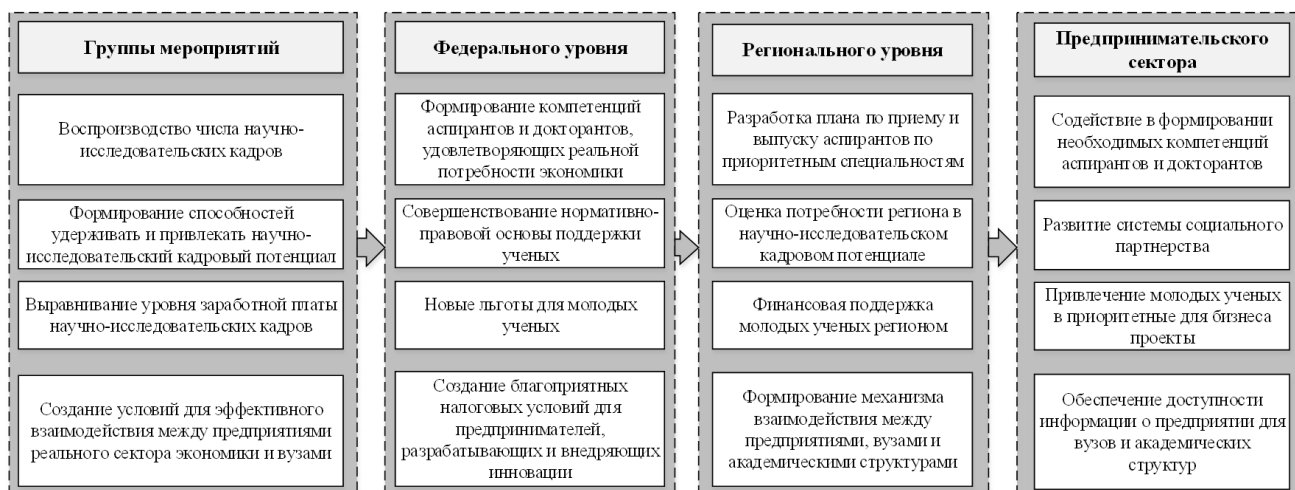 Группы мероприятий
Воспроизводство числа научно-
исследовательских кадров
Формирование способностей
удерживать и привлекать научно-
исследовательский кадровый потенциал
Выравнивание уровня заработной платы
научно-исследовательских кадров
Создание условий для эффективного
взаимодействия между предприятиями
реального сектора экономики и вузами
Федерального уровня
Формирование компетенций
аспирантов и докторантов,
удовлетворяющих реальной
потребности экономики
Совершенствование нормативно-
правовой основы поддержки
ученых
Новые льготы для молодых
ученых
Создание благоприятных
налоговых условий для
предпринимателей,
разрабатывающих и внедряющих
инновации
Регионального уровня
Разработка плана по приему и
выпуску аспирантов по
приоритетным специальностям
Оценка потребности региона в
научно-исследовательском
кадровом потенциале
Финансовая поддержка
молодых ученых регионом
Формирование механизма
взаимодействия между
предприятиями, вузами и
академическими структурами
Предпринимательского
сектора
Содействие в формировании
необходимых компетенций
аспирантов и докторантов
Развитие системы социального
партнерства
Привлечение молодых ученых
в приоритетные для бизнеса
проекты
Обеспечение доступности
информации о предприятии для
вузов и академических
структур